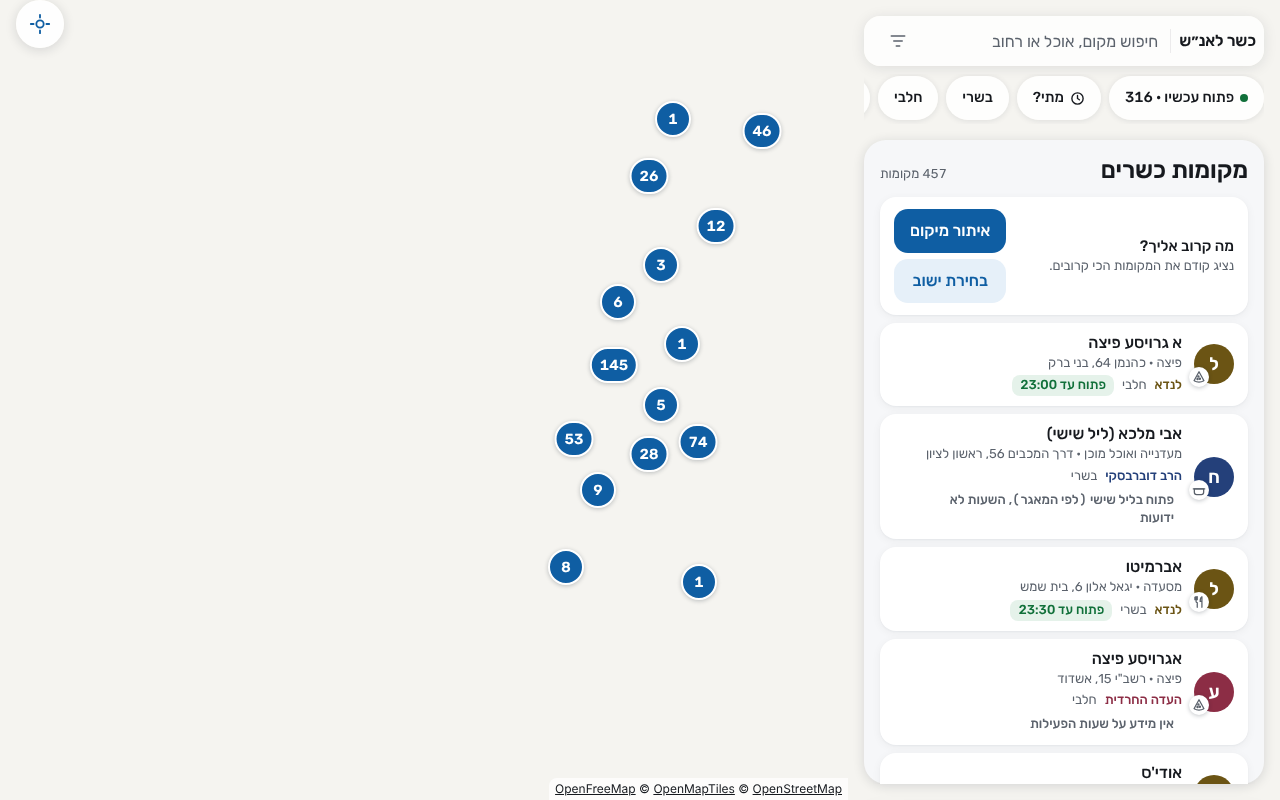 כשר לאנ״ש
חיפוש מקום, אוכל או רחוב
פתוח עכשיו • 316
מתי?
בשרי
חלבי
מקומות כשרים
457 מקומות
מה קרוב אליך?
נציג קודם את המקומות הכי קרובים.
איתור מיקום
בחירת ישוב
ל
א גרויסע פיצה
פיצה • כהנמן 64, בני ברק
לנדא חלבי פתוח עד 23:00
ח
אבי מלכא (ליל שישי)
מעדנייה ואוכל מוכן • דרך המכבים 56, ראשון לציון
הרב דוברבסקי בשרי
פתוח בליל שישי (לפי המאגר), השעות לא
ידועות
ל
אברמיטו
מסעדה • יגאל אלון 6, בית שמש
לנדא בשרי פתוח עד 23:30
ע
אגרויסע פיצה
פיצה • רשב"י 15, אשדוד
העדה החרדית חלבי
אין מידע על שעות הפעילות
אודי'ס
1
46
26
12
3
6
1
145
5
53
28
74
9
8
1
OpenFreeMap © OpenMapTiles © OpenStreetMap